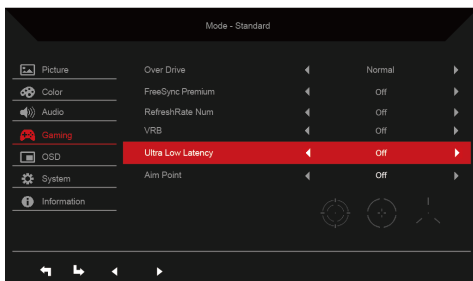 Mode - Standard
Picture
Over Drive Normal
Color
FreeSync Premium Off
Audio
RefreshRate Num Off
Gaming
VRB Off
OSD
Ultra Low Latency Off
System
Aim Point Off
Information